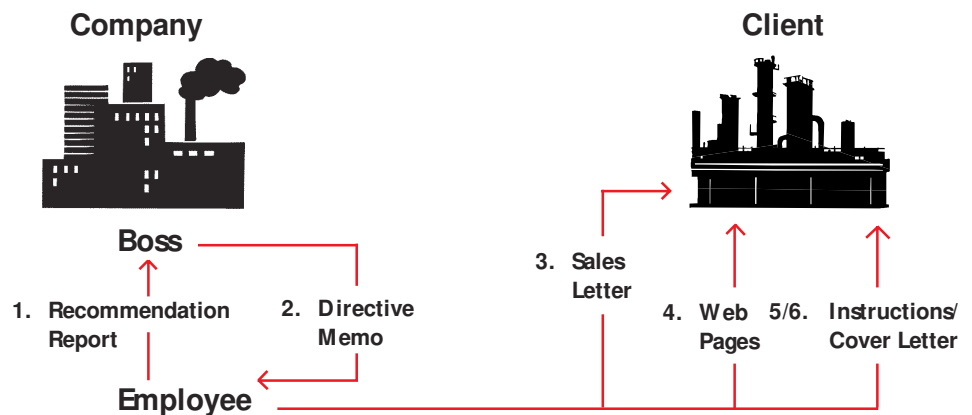 Company
Client
Boss
1. Recommendation
Report
2. Directive
Memo
3. Sales
Letter
4. Web
Pages
5/6. Instructions/
Cover Letter
Employee